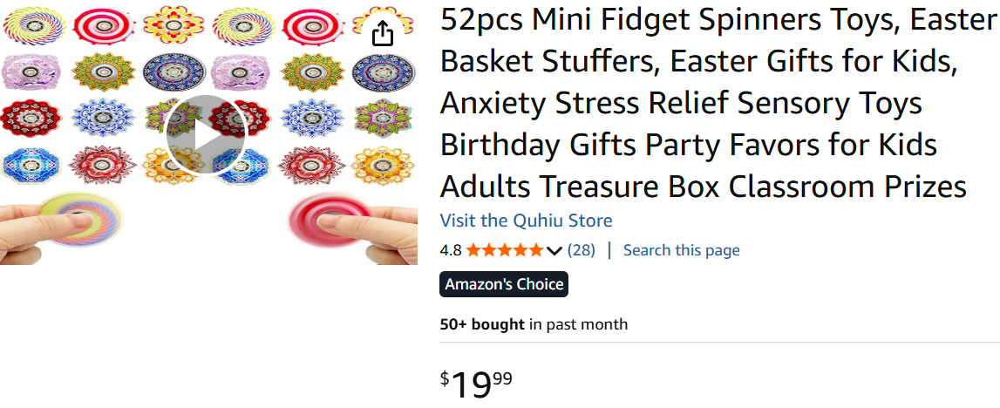 52pcs Mini Fidget Spinners Toys, Easter
Basket Stuffers, Easter Gifts for Kids,
Anxiety Stress Relief Sensory Toys
Birthday Gifts Party Favors for Kids
Adults Treasure Box Classroom Prizes
Visit the Quhiu Store
4.8 (28) | Search this page
Amazon's Choice
50+ bought in past month
$19.99